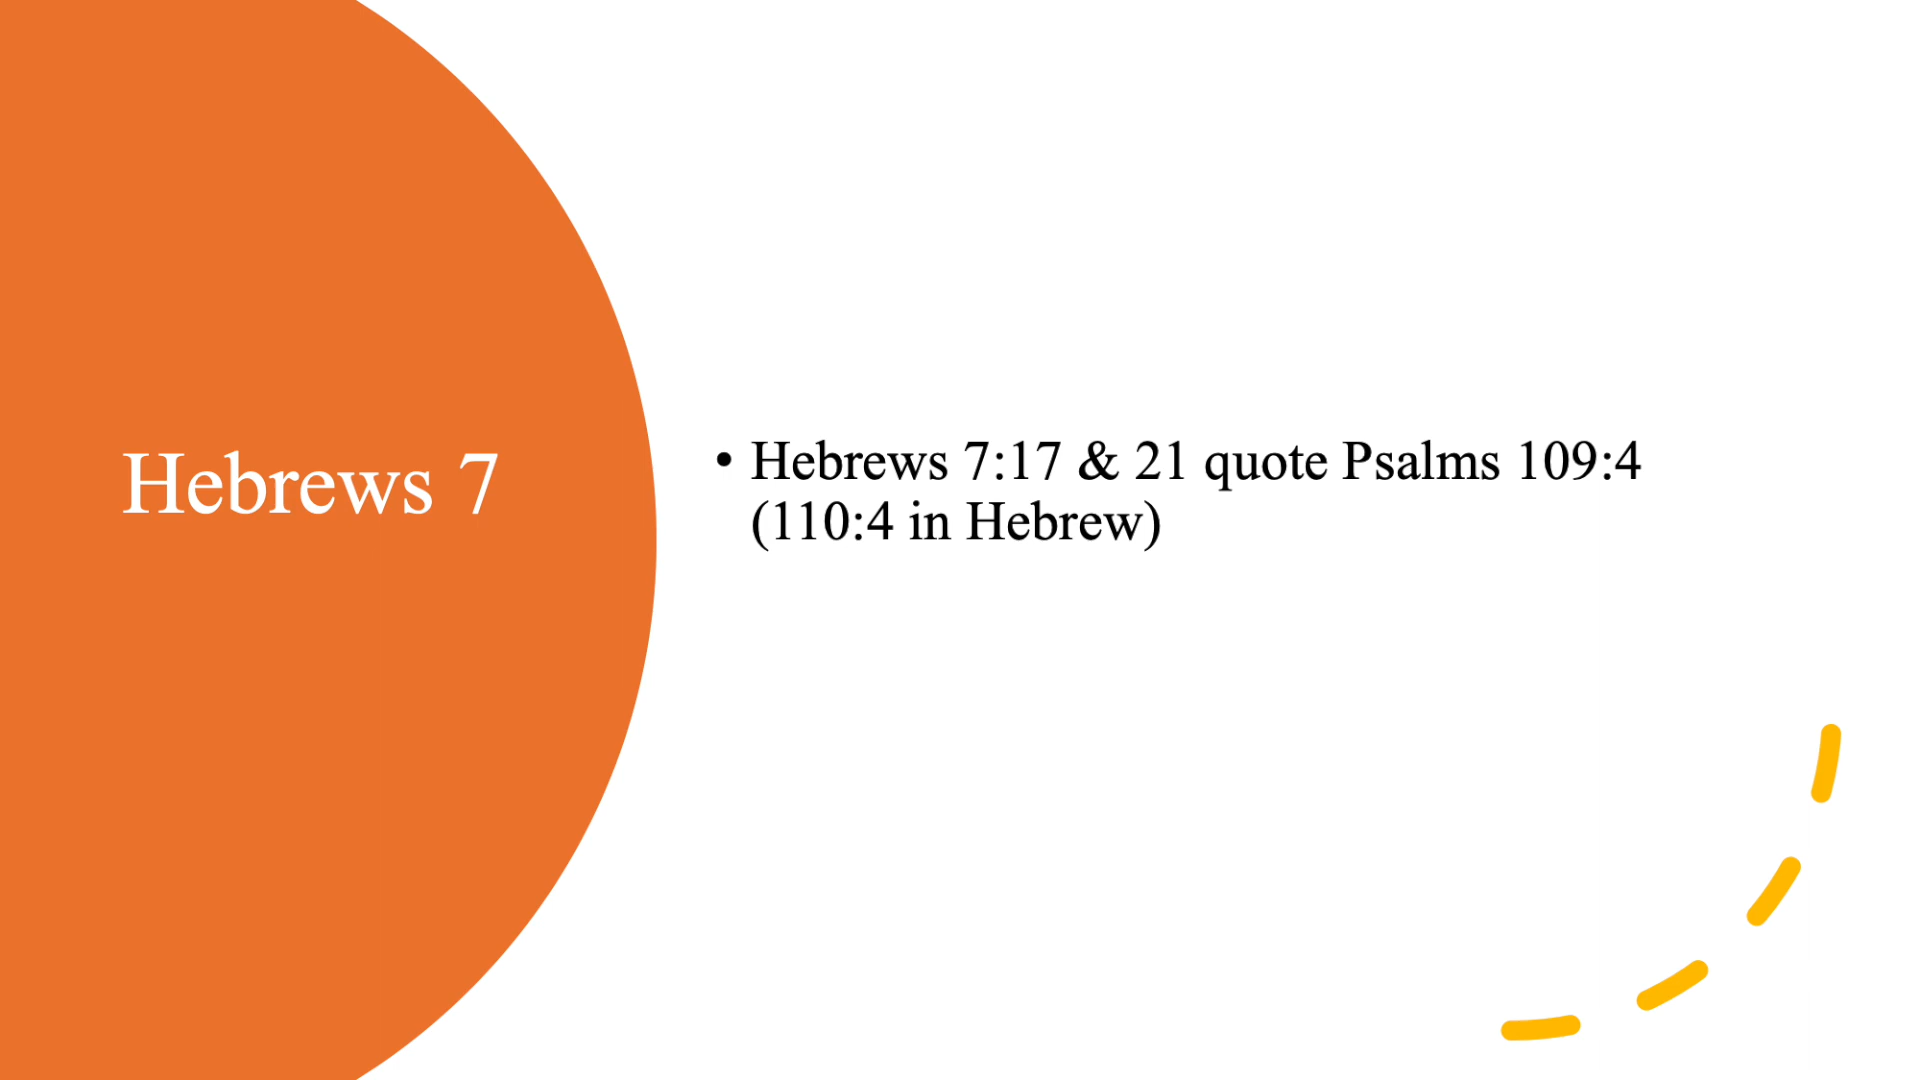 Hebrews 7
• Hebrews 7:17 & 21 quote Psalms 109:4
(110:4 in Hebrew)